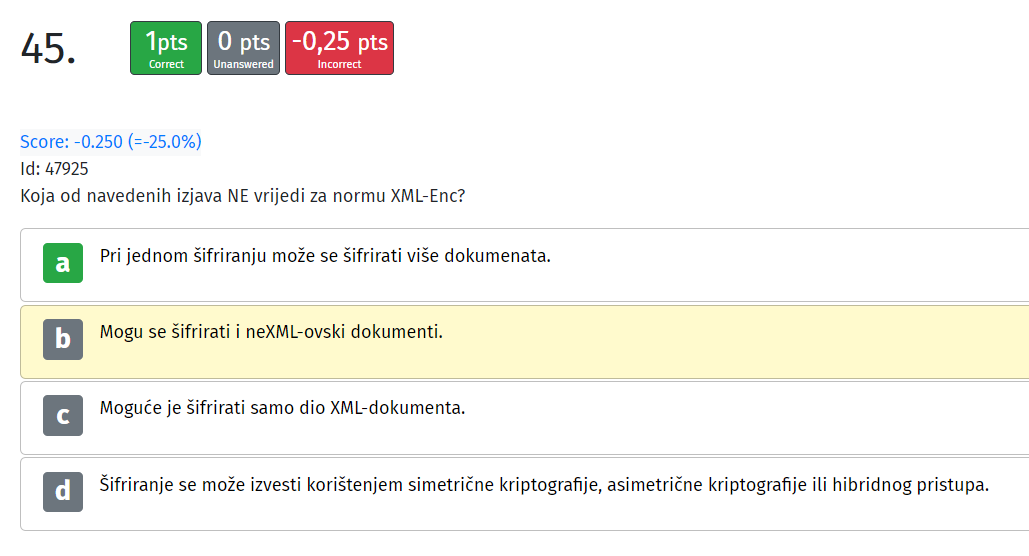 45.
1pts
Correct
0 pts
Unanswered
-0,25 pts
Incorrect
Score: -0.250 (=-25.0%)
Id: 47925
Koja od navedenih izjava NE vrijedi za normu XML-Enc?
a Pri jednom šifriranju može se šifrirati više dokumenata.
b Mogu se šifrirati i neXML-ovski dokumenti.
c Moguće je šifrirati samo dio XML-dokumenta.
d Šifriranje se može izvesti korištenjem simetrične kriptografije, asimetrične kriptografije ili hibridnog pristupa.